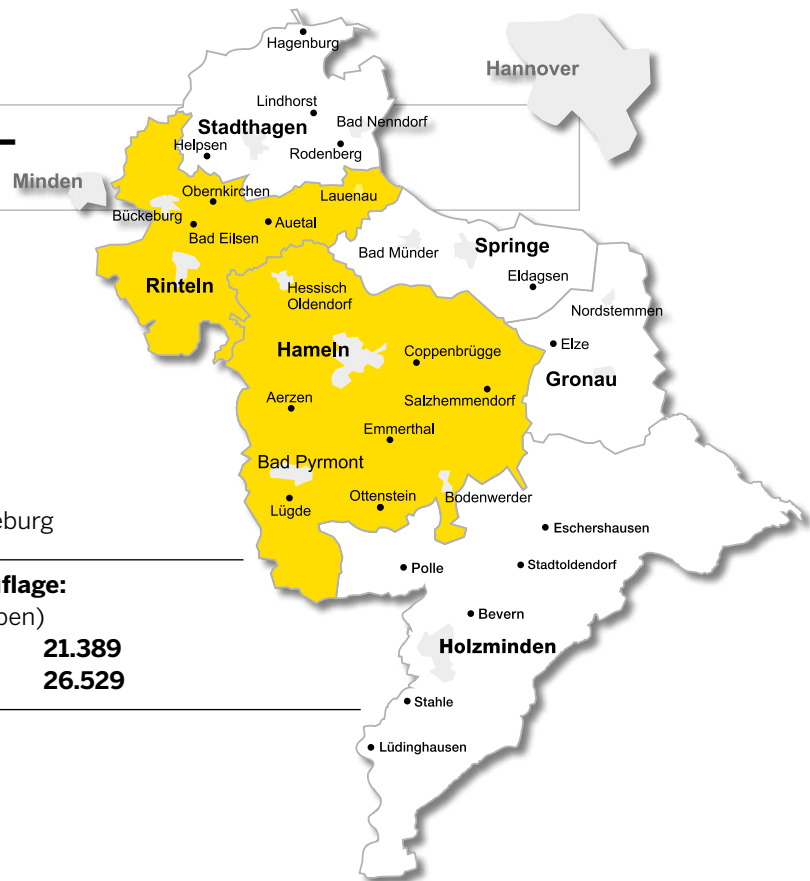 Hagenburg
Hannover
Lindhorst
Stadthagen
Bad Nenndorf
Helpsen
Rodenberg
Minden
Obernkirchen
Lauenau
Bückeburg
Auetal
Bad Eilsen
Bad Münder
Springe
Eldagsen
Rinteln
Hessisch
Oldendorf
Nordstemmen
Hameln
Coppenbrügge
Elze
Gronau
Aerzen
Salzhemmendorf
Emmerthal
Bad Pyrmont
Ottenstein
Bodenwerder
Lügde
eburg
Eschershausen
Polle
Stadtoldendorf
flage:
ben)
Bevern
21.389
Holzminden
26.529
Stahle
Lüdinghausen